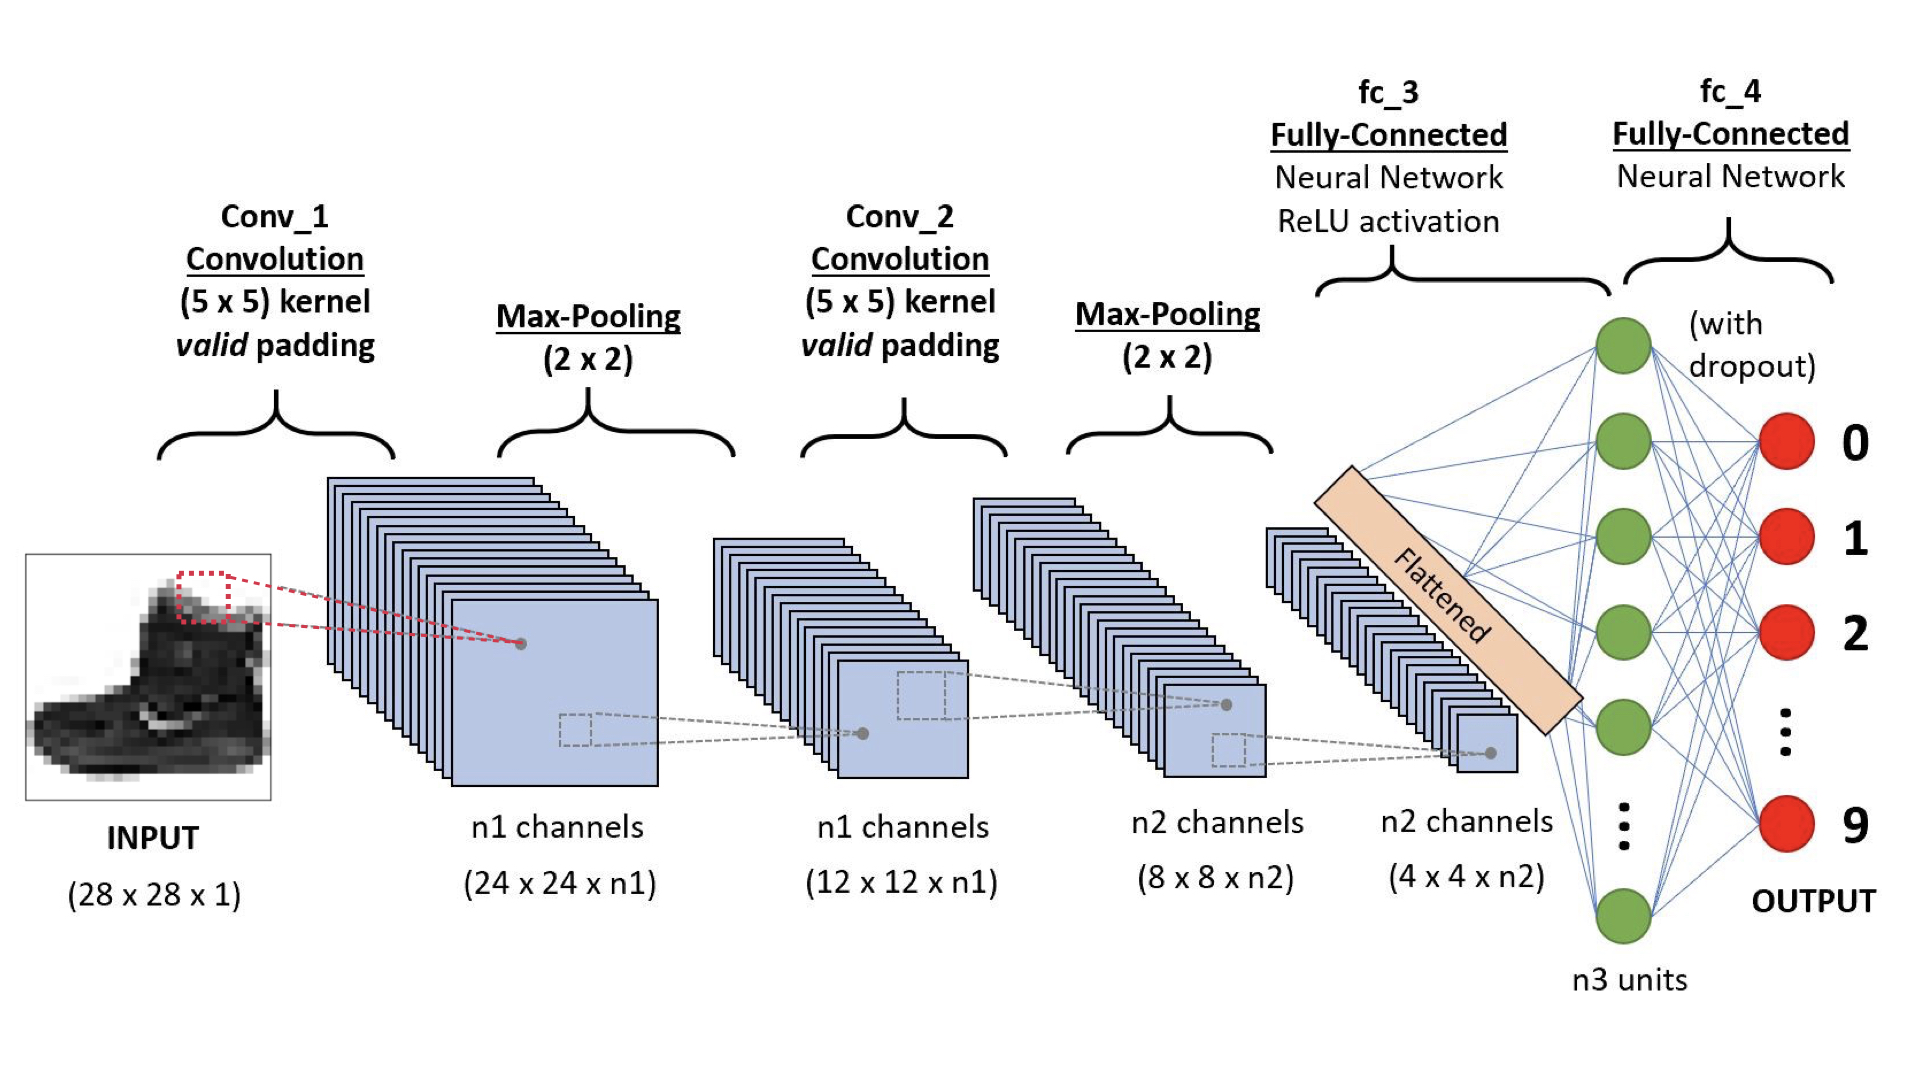 Conv_1
Convolution
(5 x 5) kernel
valid padding
Max-Pooling
(2 x 2)
Conv_2
Convolution
(5 x 5) kernel
valid padding
Max-Pooling
(2 x 2)
fc_3
Fully-Connected
Neural Network
ReLU activation
fc_4
Fully-Connected
Neural Network
(with
dropout)
Flattened
0
1
2
9
INPUT
(28 x 28 x 1)
n1 channels
(24 x 24 x n1)
n1 channels
(12 x 12 x n1)
n2 channels
(8 x 8 x n2)
n2 channels
(4 x 4 x n2)
n3 units
OUTPUT